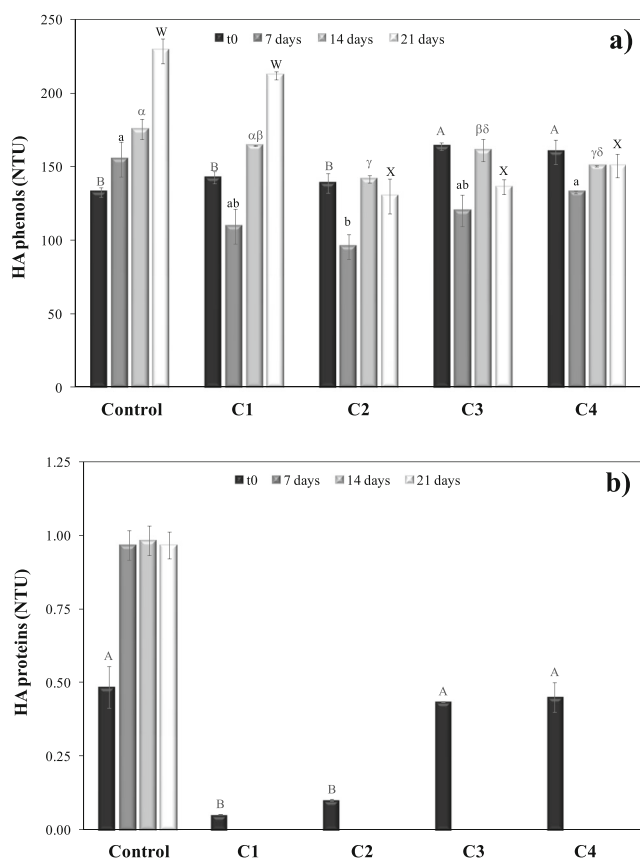 250
200
150
100
50
0
HA phenols (NTU)
■ t0 ■ 7 days ■ 14 days □ 21 days
a)
B a α W
B ab αβ W
B b γ X
A ab βδ X
A a γδ X
Control C1 C2 C3 C4
1.25
1.00
0.75
0.50
0.25
0.00
HA proteins (NTU)
■ t0 ■ 7 days ■ 14 days □ 21 days
b)
A
B
B
A
A
Control C1 C2 C3 C4